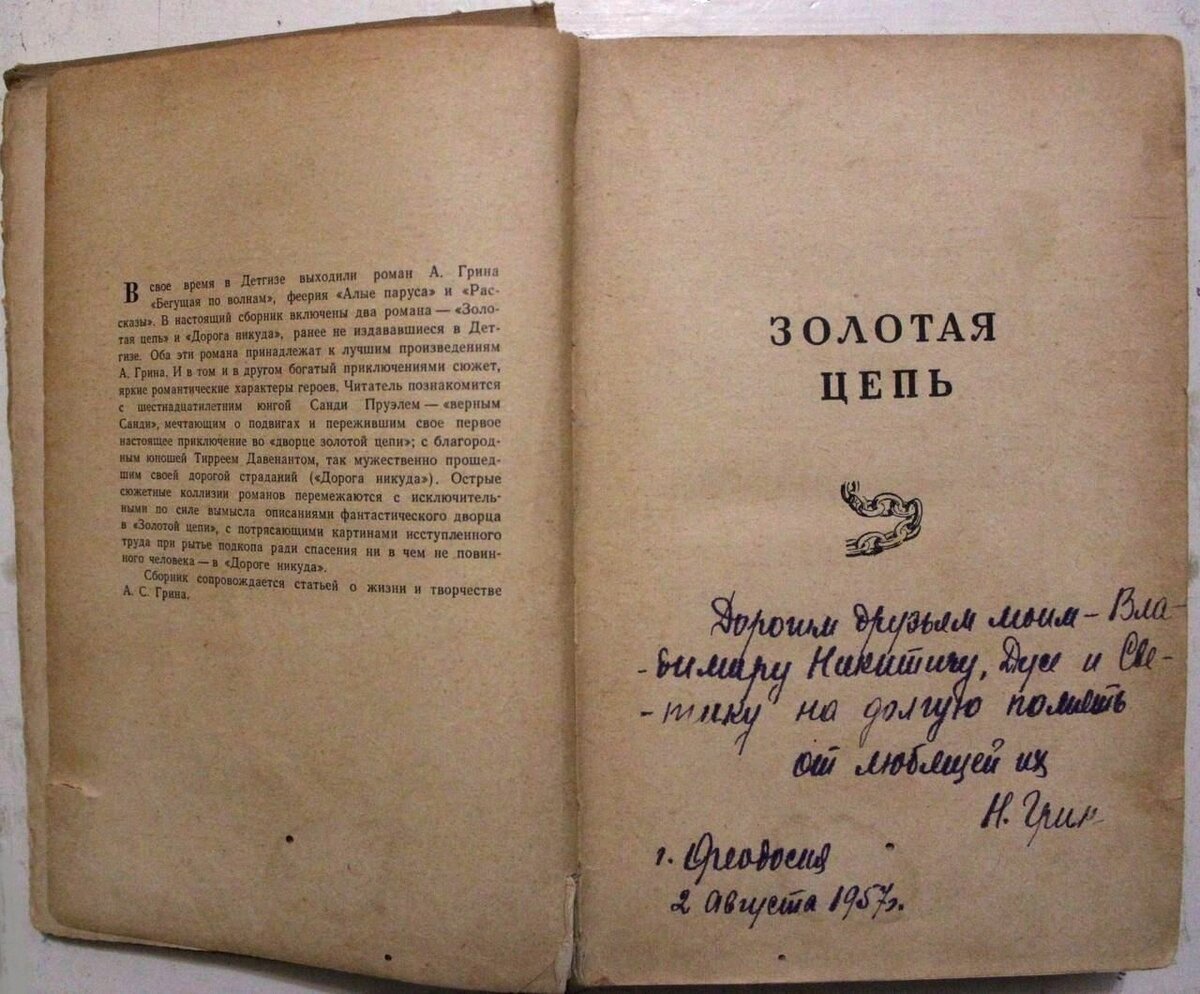 В свое время в Детгизе выходили роман А. Грина
«Бегущая по волнам», феерия «Алые паруса» и «Рас-
сказы». В настоящий сборник включены два романа — «Золо-
тая цепь» и «Дорога никуда», ранее не издававшиеся в Дет-
гизе. Оба эти романа принадлежат к лучшим произведениям
А. Грина. И в том и в другом богатый приключениями сюжет,
яркие романтические характеры героев. Читатель познакомится
с шестнадцатилетним юнгой Санди Пруэлем — «верным
Санди», мечтающим о подвигах и пережившим свое первое
настоящее приключение во «дворце золотой цепи»; с благород-
ным юношей Тирреем Давенантом, так мужественно прошед-
шим своей дорогой страданий («Дорога никуда»). Острые
сюжетные коллизии романов перемежаются с исключитель-
ными по силе вымысла описаниями фантастического дворца
в «Золотой цепи», с потрясающими картинами исступленного
труда при рытье подкопа ради спасения ни в чем не повин-
ного человека — в «Дороге никуда».
Сборник сопровождается статьей о жизни и творчестве
А. С. Грина.
ЗОЛОТАЯ
ЦЕПЬ
Дорогим друзьям моим – Вла-
-димиру Никитичу, Дусе и Све-
-тику на долгую память
от любящей их
Н. Грин
г. Феодосия
2 августа 1957г.